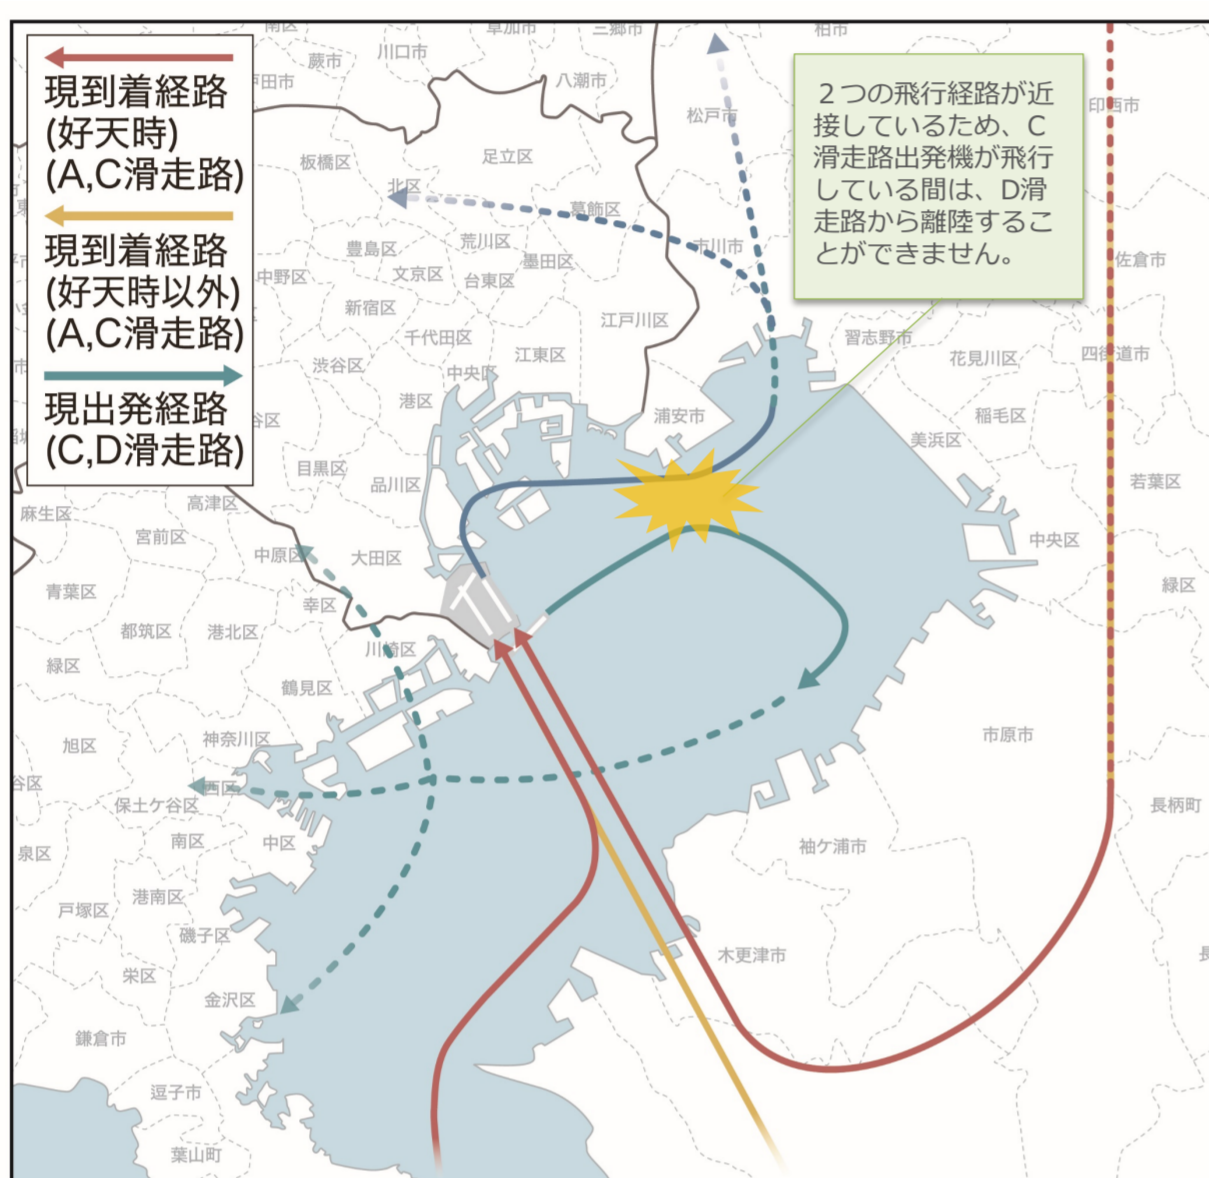 現到着経路
(好天時)
(A,C滑走路)
現到着経路
(好天時以外)
(A,C滑走路)
現出発経路
(C,D滑走路)
２つの飛行経路が近
接しているため、C
滑走路出発機が飛行
している間は、D滑
走路から離陸するこ
とができません。
南区
草加市
三郷市
柏市
川口市
蕨市
戸田市
八潮市
松戸市
印西市
板橋区
足立区
北区
葛飾区
市川市
佐倉市
豊島区
荒川区
墨田区
中野区
文京区
台東区
新宿区
江戸川区
習志野市
千代田区
花見川区
四街道市
渋谷区
江東区
中央区
港区
浦安市
稲毛区
谷区
美浜区
目黒区
品川区
若葉区
高津区
麻生区
宮前区
中原区
大田区
中央区
青葉区
緑区
幸区
都筑区
港北区
川崎区
緑区
鶴見区
旭区
神奈川区
市原市
谷区
西区
保土ケ谷区
長柄町
泉区
南区
中区
袖ケ浦市
港南区
戸塚区
磯子区
栄区
木更津市
金沢区
鎌倉市
逗子市
葉山町